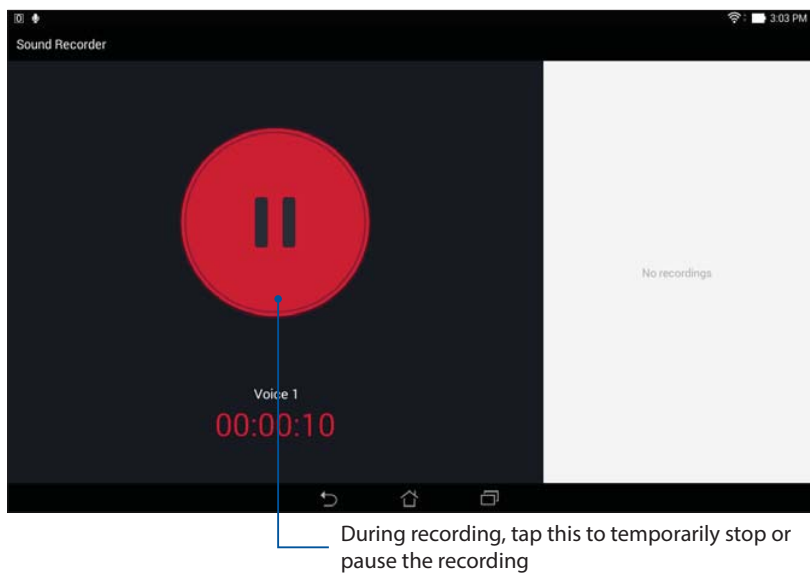 3:03 PM
Sound Recorder
No recordings
Voice 1
00:00:10
During recording, tap this to temporarily stop or
pause the recording